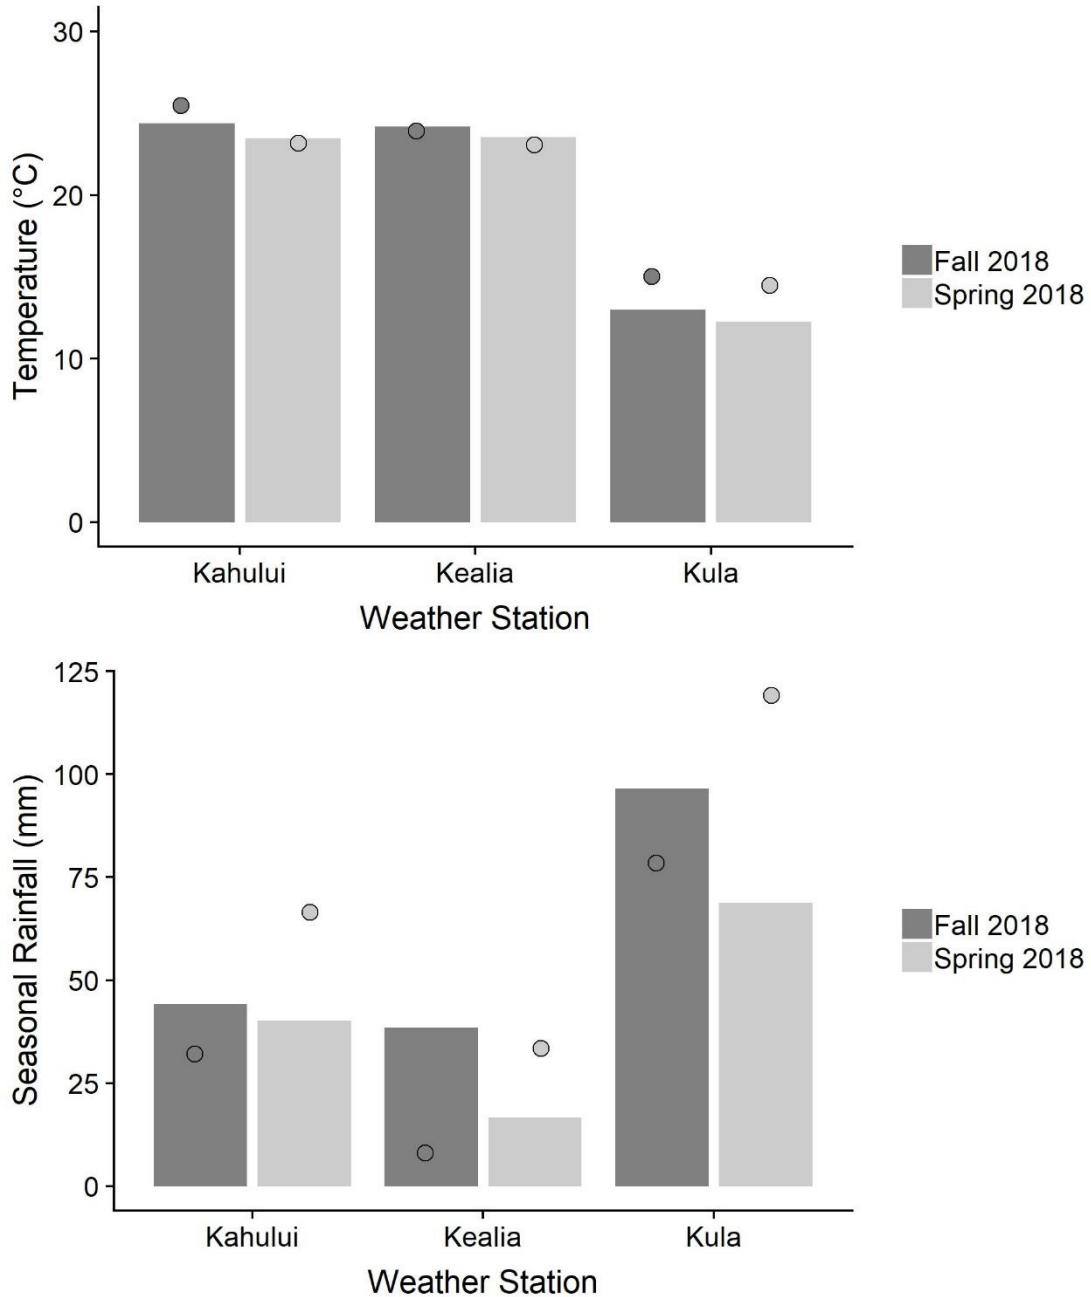 30
20
10
0
Temperature (°C)
Kahului Kealia Kula
Weather Station
Fall 2018
Spring 2018
125
100
75
50
25
0
Seasonal Rainfall (mm)
Kahului Kealia Kula
Weather Station
Fall 2018
Spring 2018